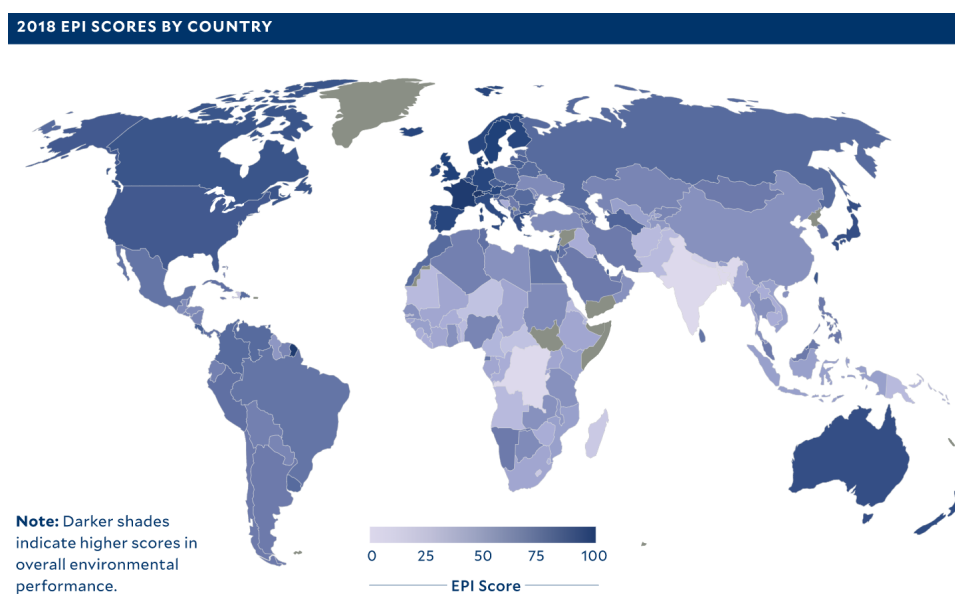 2018 EPI SCORES BY COUNTRY
Note: Darker shades
indicate higher scores in
overall environmental
performance.
0 25 50 75 100
EPI Score